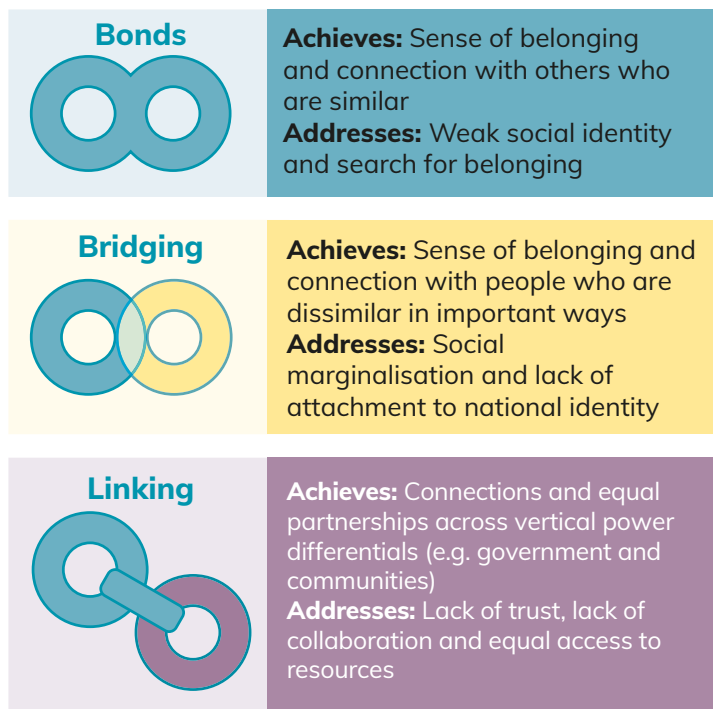 Bonds
Achieves: Sense of belonging
and connection with others who
are similar
Addresses: Weak social identity
and search for belonging
Bridging
Achieves: Sense of belonging and
connection with people who are
dissimilar in important ways
Addresses: Social
marginalisation and lack of
attachment to national identity
Linking
Achieves: Connections and equal
partnerships across vertical power
differentials (e.g. government and
communities)
Addresses: Lack of trust, lack of
collaboration and equal access to
resources